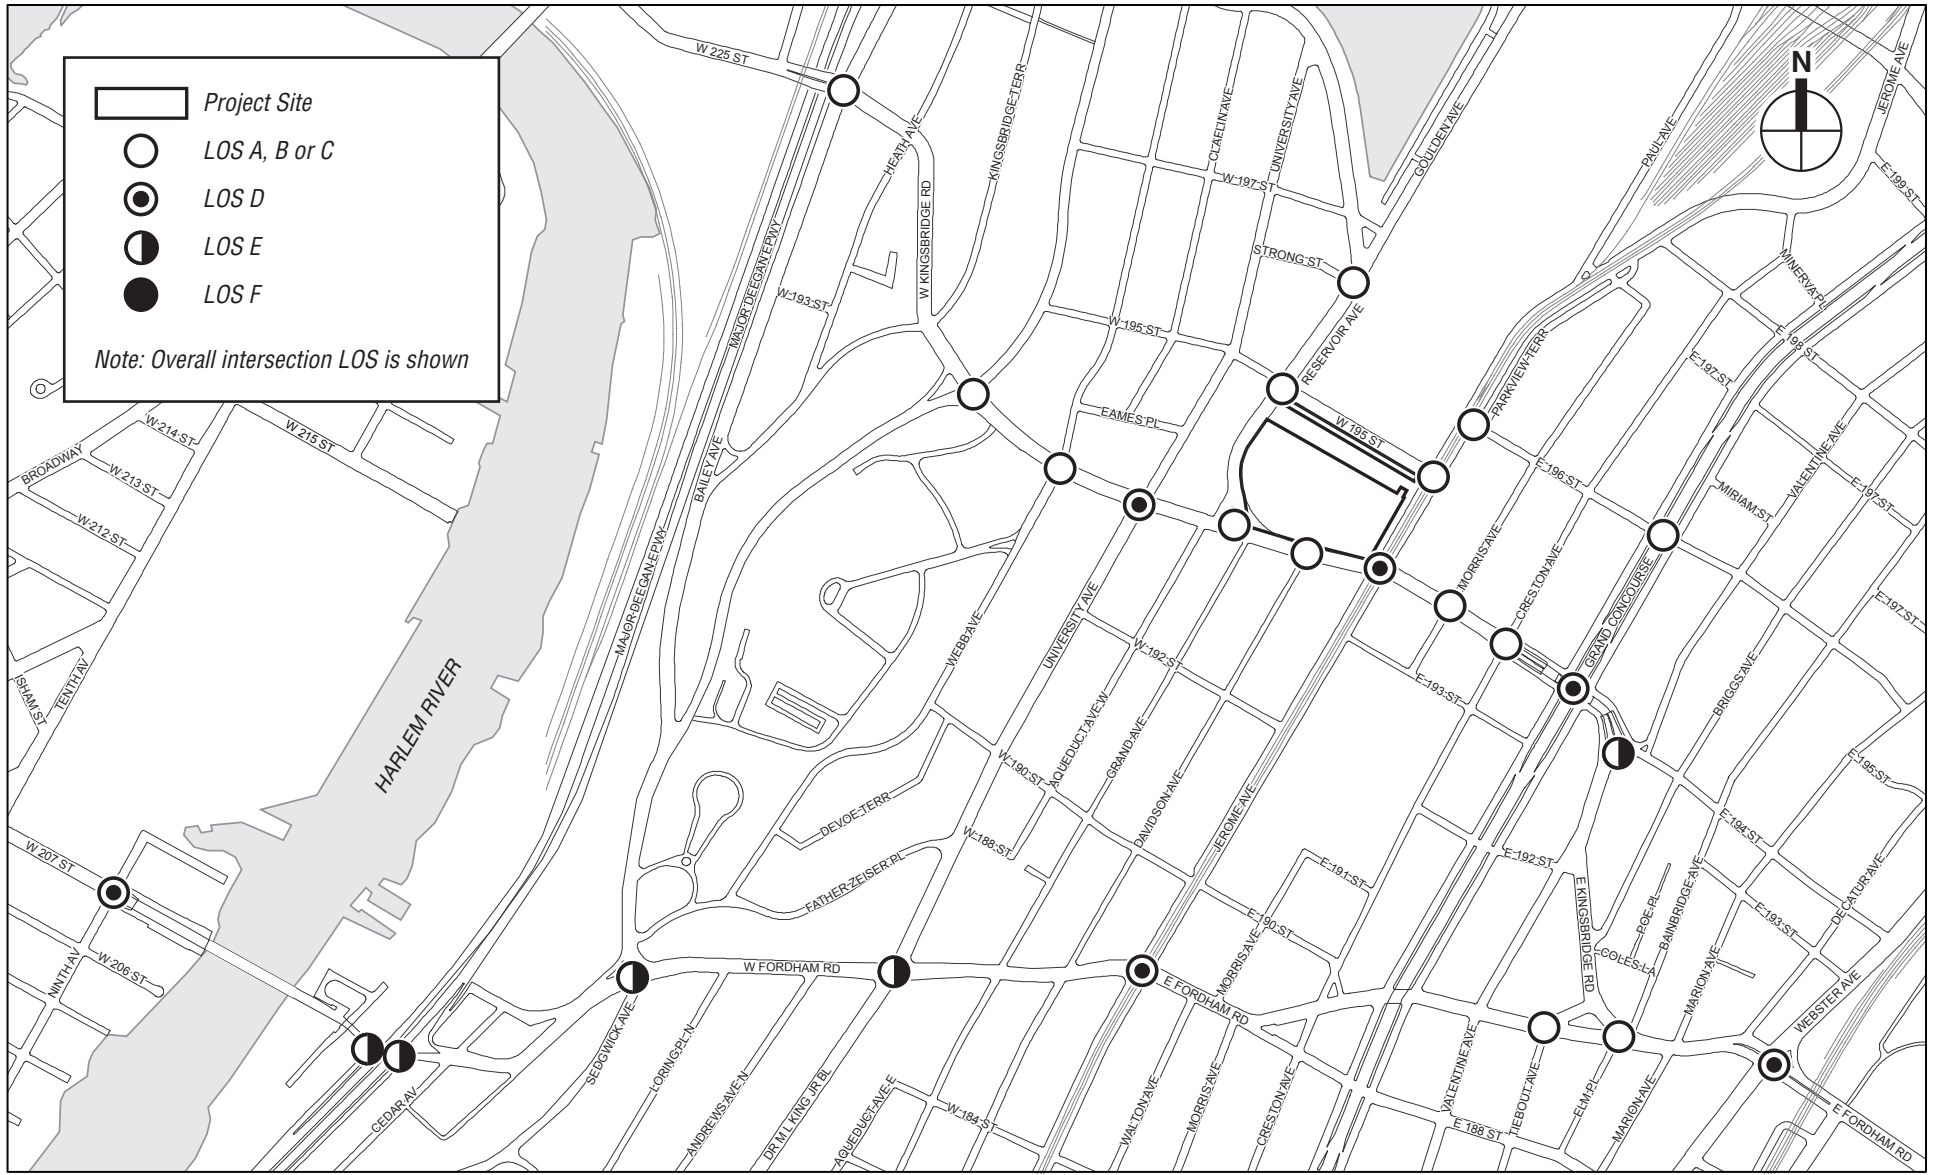 Project Site
LOS A, B or C
LOS D
LOS E
LOS F
Note: Overall intersection LOS is shown
N
W 225 ST
HEATH AVE
KINGSBRIDGE TERR
W KINGSBRIDGE RD
MAJOR DEEGAN EPWY
W 193 ST
CLAFLIN AVE
UNIVERSITY AVE
W 197 ST
GOULDEN AVE
PAUL AVE
JEROME AVE
E 199 ST
STRONG ST
MINERVA PL
RESERVOIR AVE
W 195 ST
PARKVIEW TERR
E 198 ST
E 197 ST
EAMES PL
W 195 ST
VALENTINE AVE
E 196 ST
MIRIAM ST
E 197 ST
W 214 ST
W 215 ST
BROADWAY
W 213 ST
W 212 ST
BAILEY AVE
MAJOR DEEGAN EPWY
MORRIS AVE
CRESTON AVE
GRAND CONCOURSE
E 197 ST
WEBB AVE
UNIVERSITY AVE
W 192 ST
E 193 ST
BRIGGS AVE
ISHAM ST
TENTH AV
HARLEM RIVER
AQUEDUCT AVE W
GRAND AVE
W 190 ST
DAVIDSON AVE
JEROME AVE
E 195 ST
E 194 ST
DEVOE TERR
W 188 ST
FATHER ZEISER PL
E 191 ST
E 192 ST
E KINGSBRIDGE RD
POE PL
BAINBRIDGE AVE
DECATUR AVE
E 193 ST
W 207 ST
E 190 ST
MORRIS AVE
COLES LA
MARION AVE
WEBSTER AVE
NINTH AV
W 206 ST
W FORDHAM RD
E FORDHAM RD
SEDGWICK AVE
LORING PL N
ANDREWS AVE N
DR M L KING JR BL
AQUEDUCT AVE E
W 184 ST
WALTON AVE
MORRIS AVE
CRESTON AVE
VALENTINE AVE
E 188 ST
TIEBOUT AVE
ELM PL
MARION AVE
E FORDHAM RD
CEDAR AV